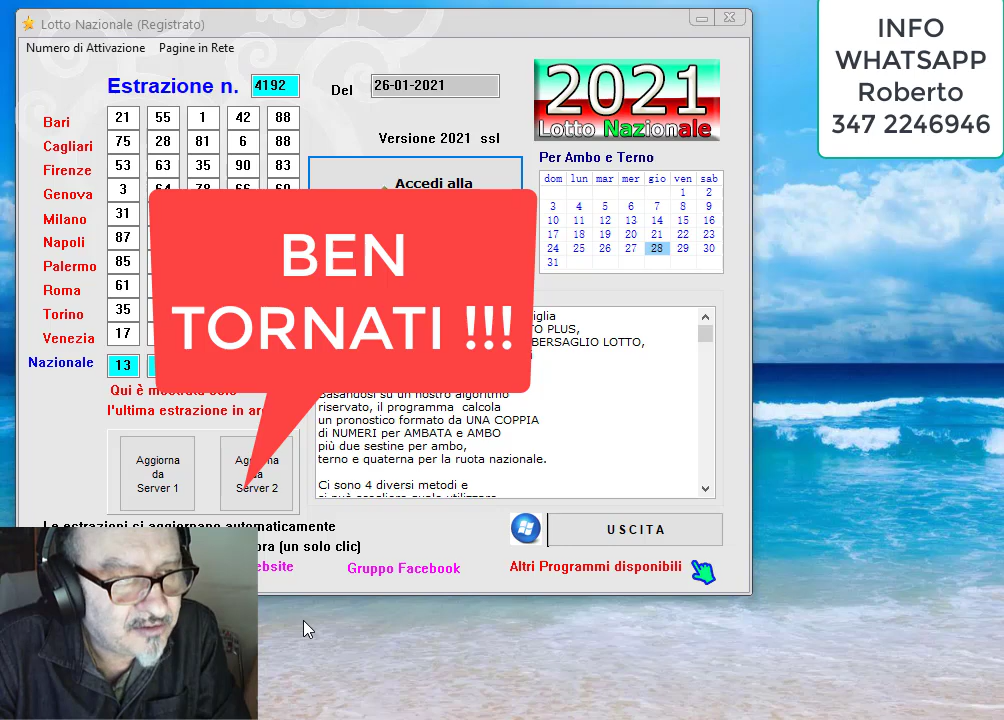 Lotto Nazionale (Registrato)
Numero di Attivazione Pagine in Rete
INFO
WHATSAPP
Roberto
347 2246946
Estrazione n. 4192 Del 26-01-2021
2021
Lotto Nazionale
Versione 2021 ssl
Per Ambo e Terno
Accedi alla
Bari 21 55 1 42 88
Cagliari 75 28 81 6 88
Firenze 53 63 35 90 83
Genova 3
Milano 31
Napoli 87
Palermo 85
Roma 61
Torino 35
Venezia 17
Nazionale 13
dom lun mar mer gio ven sab
1 2
3 4 5 6 7 8 9
10 11 12 13 14 15 16
17 18 19 20 21 22 23
24 25 26 27 28 29 30
31
BEN
TORNATI !!!
PLUS,
BERSAGLIO LOTTO,
Basandosi su un nostro algoritmo
riservato, il programma calcola
un pronostico formato da UNA COPPIA
di NUMERI per AMBATA e AMBO
più due sestine per ambo,
terno e quaterna per la ruota nazionale.
Ci sono 4 diversi metodi e
Qui è
l'ultima estrazione in
Aggiorna
da
Server 1
da
Server 2
Le estrazioni si aggiornano automaticamente
(un solo clic)
Gruppo Facebook
USCITA
Altri Programmi disponibili